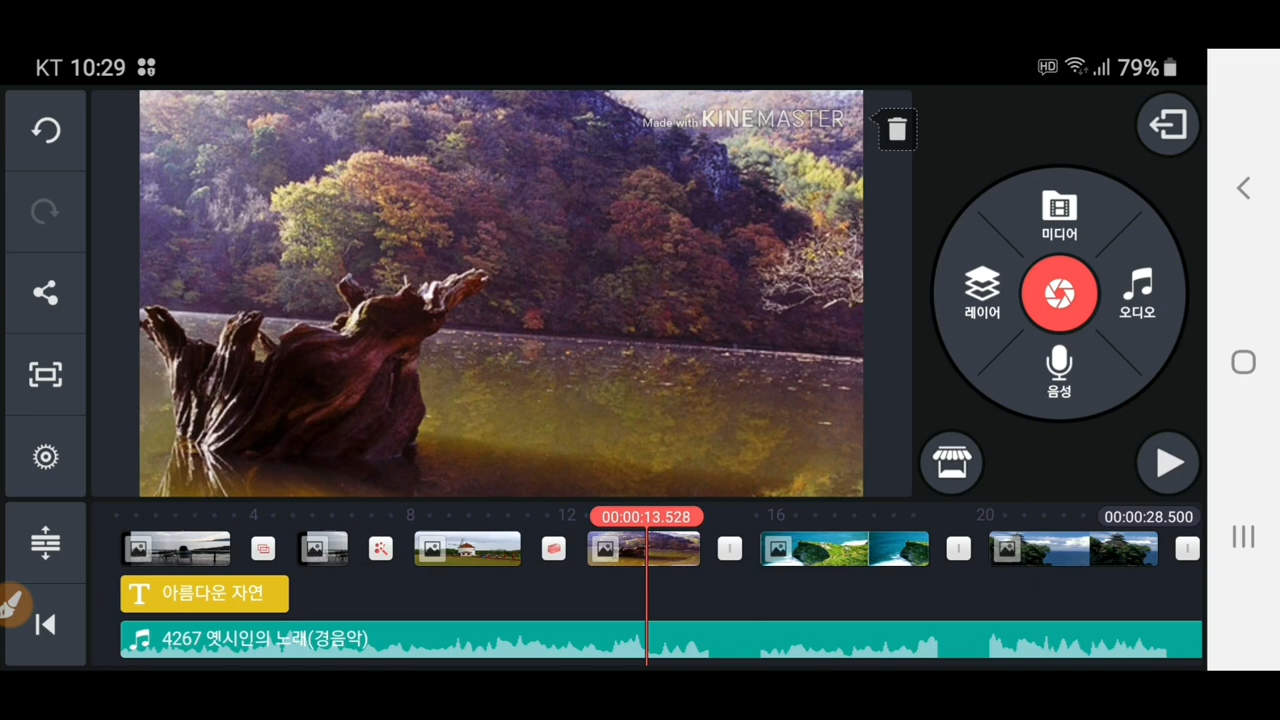 KT 10:29
HD 79%
Made with KINEMASTER
미디어
레이어
오디오
음성
4 8 12 00:00:13.528 16 20 00:00:28.500
T 아름다운 자연
4267 옛시인의 노래(경음악)